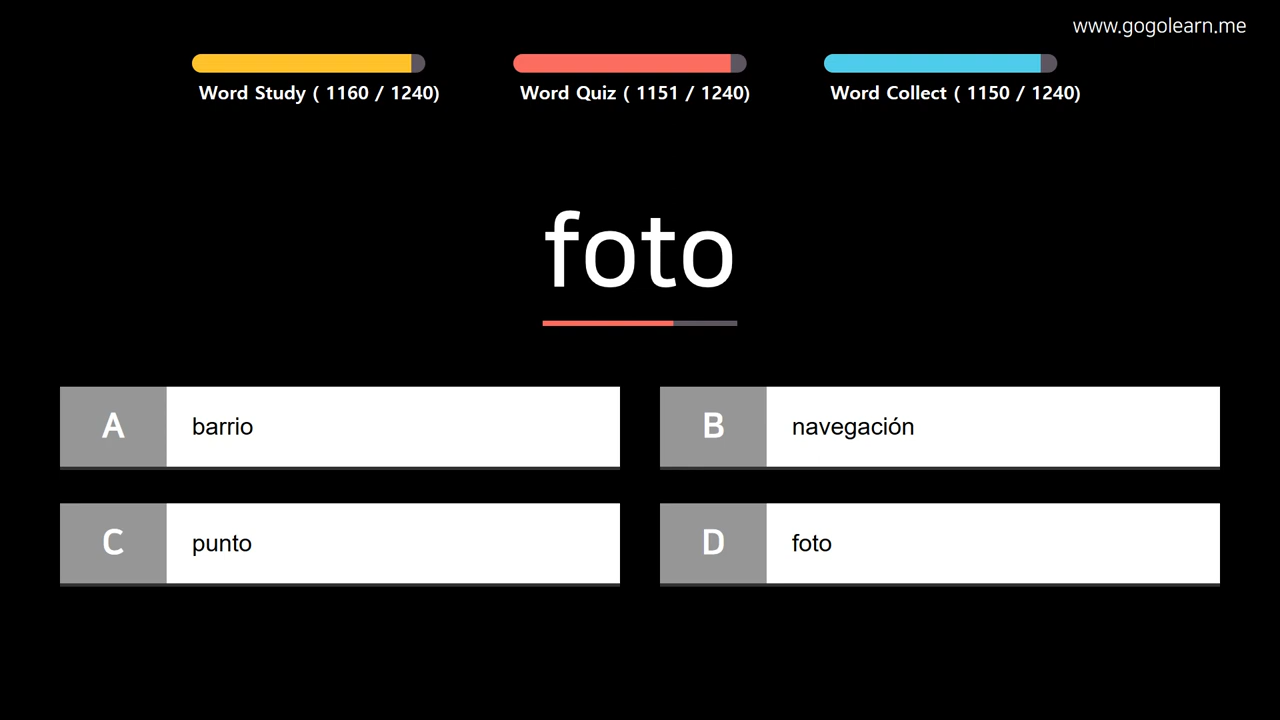 www.gogolearn.me
Word Study ( 1160 / 1240)
Word Quiz ( 1151 / 1240)
Word Collect ( 1150 / 1240)
foto
A barrio
B navegación
C punto
D foto